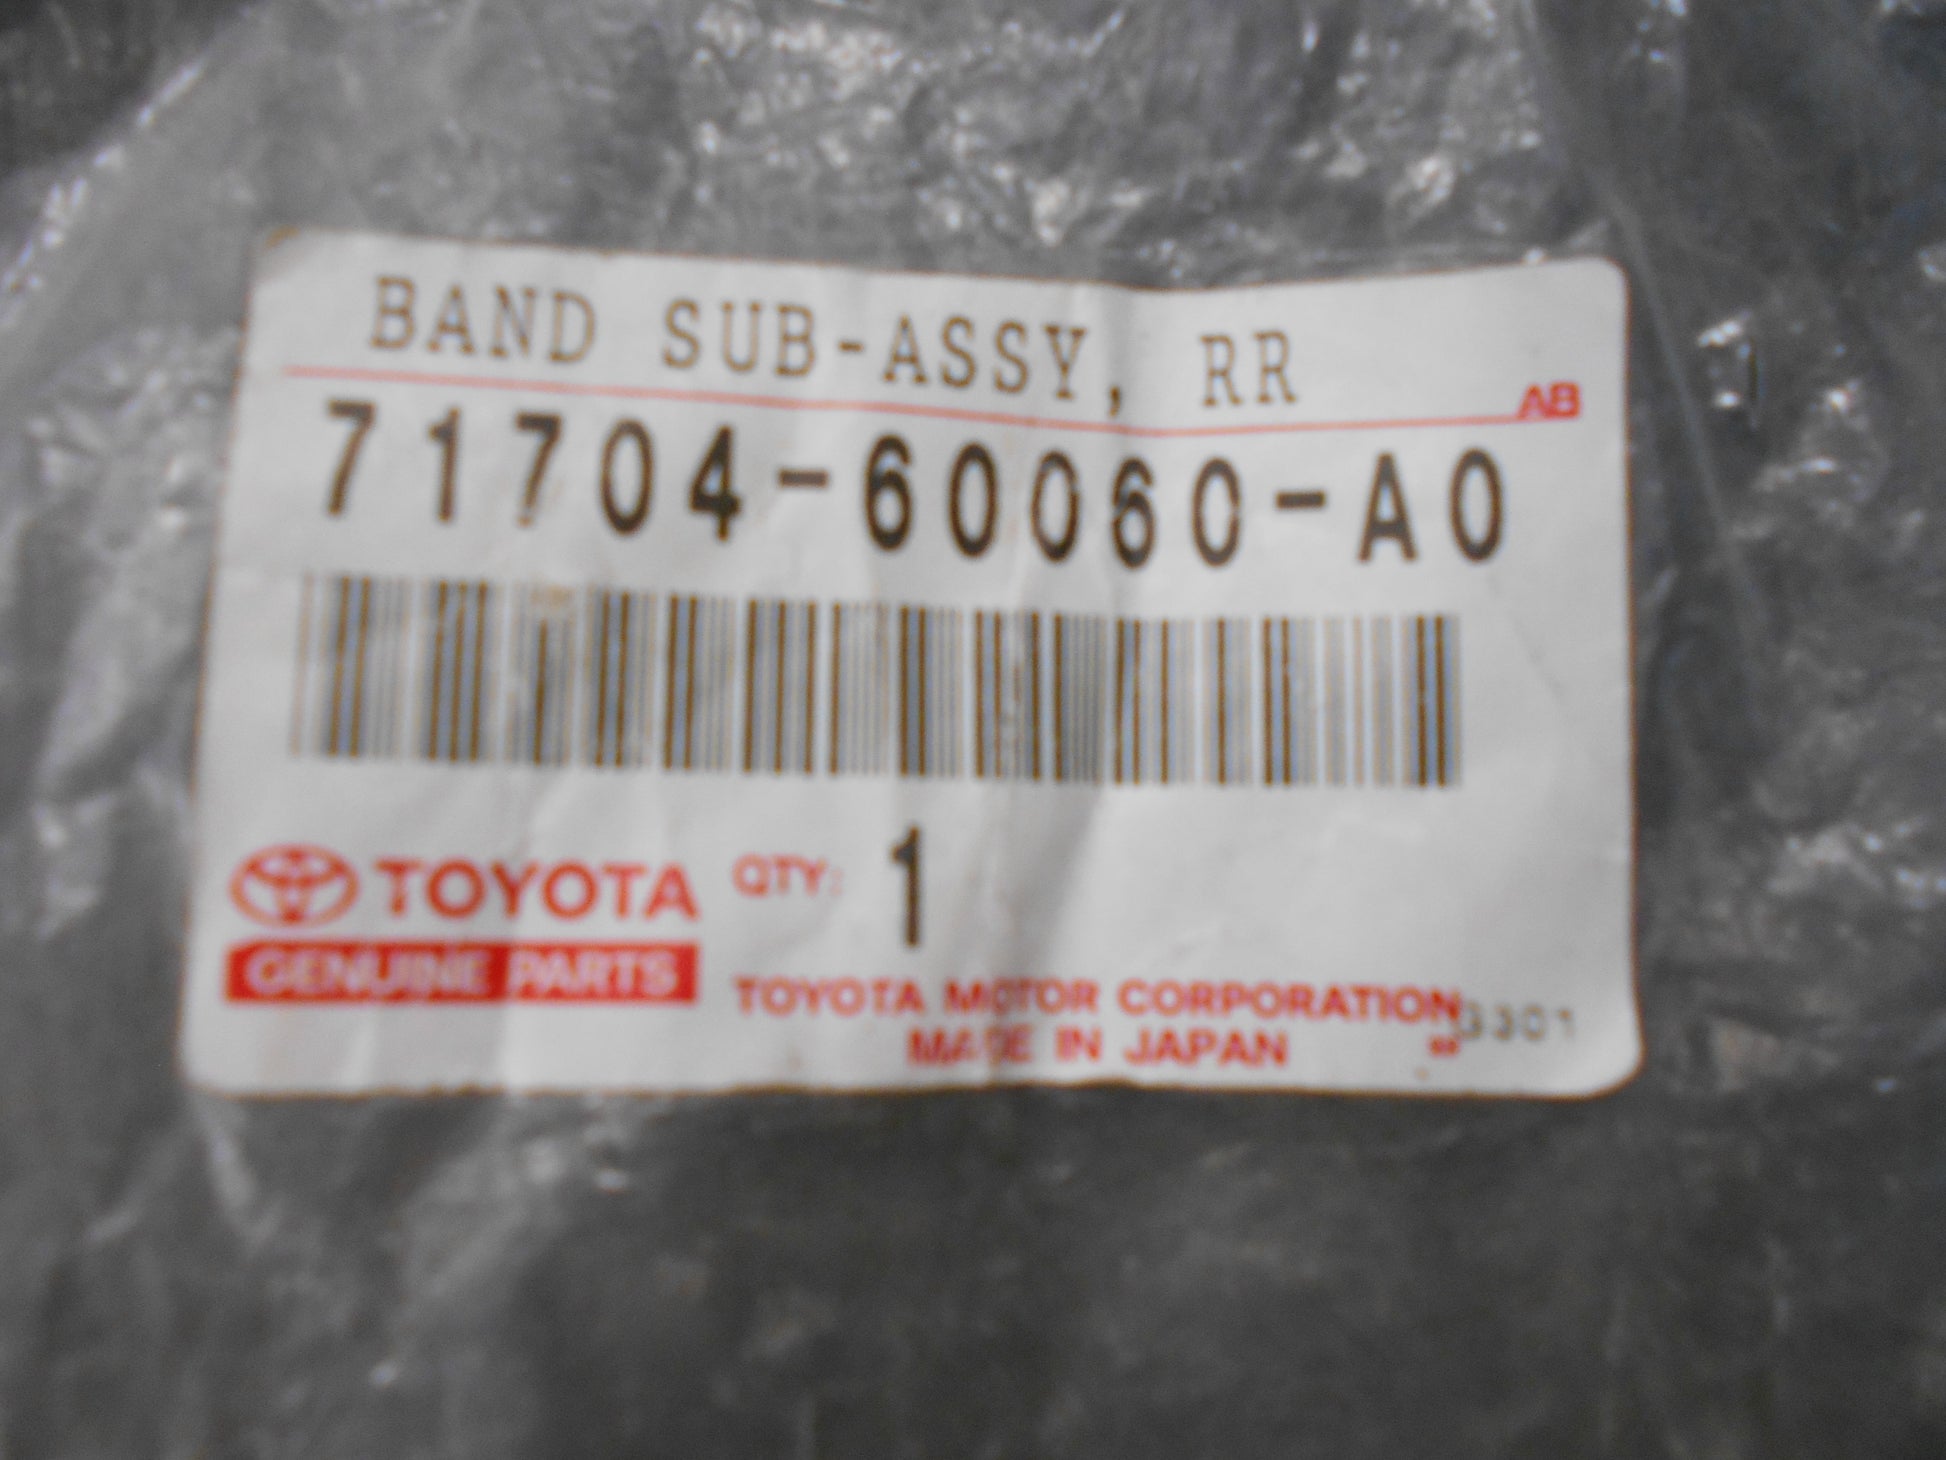 BAND SUB-ASSY, RR
AB
71704-60060-A0
TOYOTA QTY: 1
GENUINE PARTS
TOYOTA MOTOR CORPORATION
MADE IN JAPAN